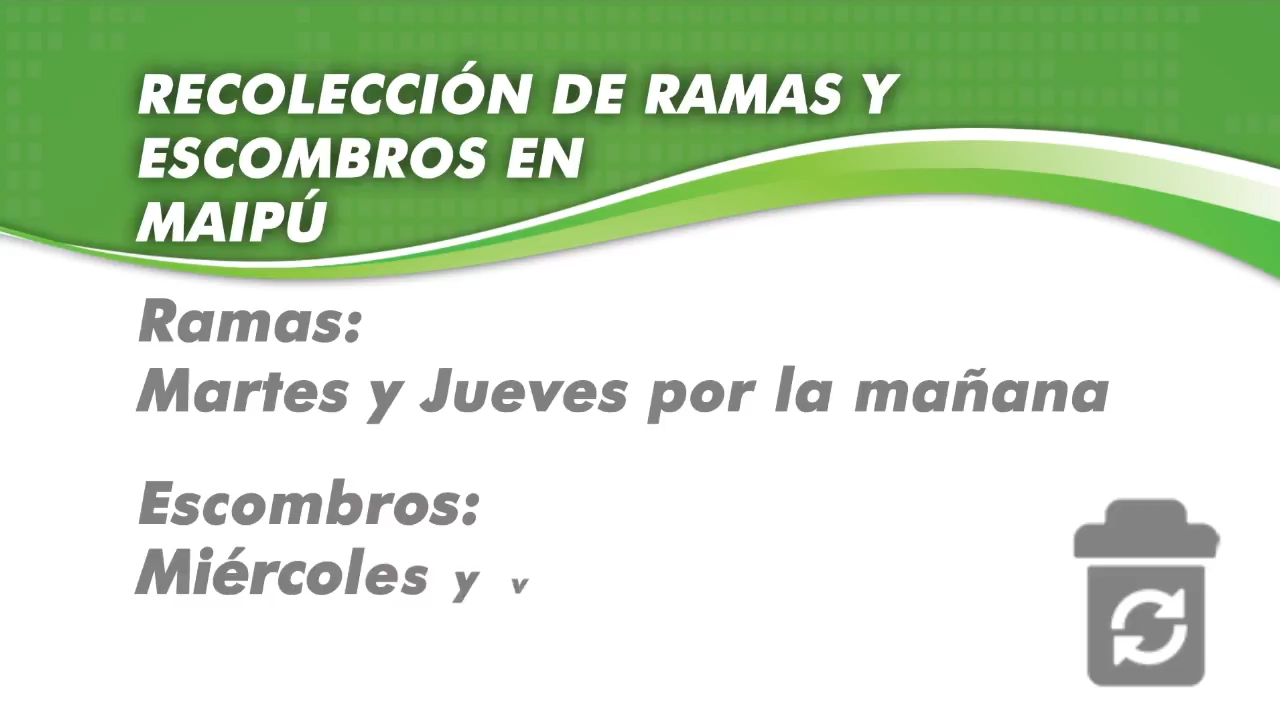 RECOLECCIÓN DE RAMAS Y
ESCOMBROS EN
MAIPÚ
Ramas:
Martes y Jueves por la mañana
Escombros:
Miércoles y v